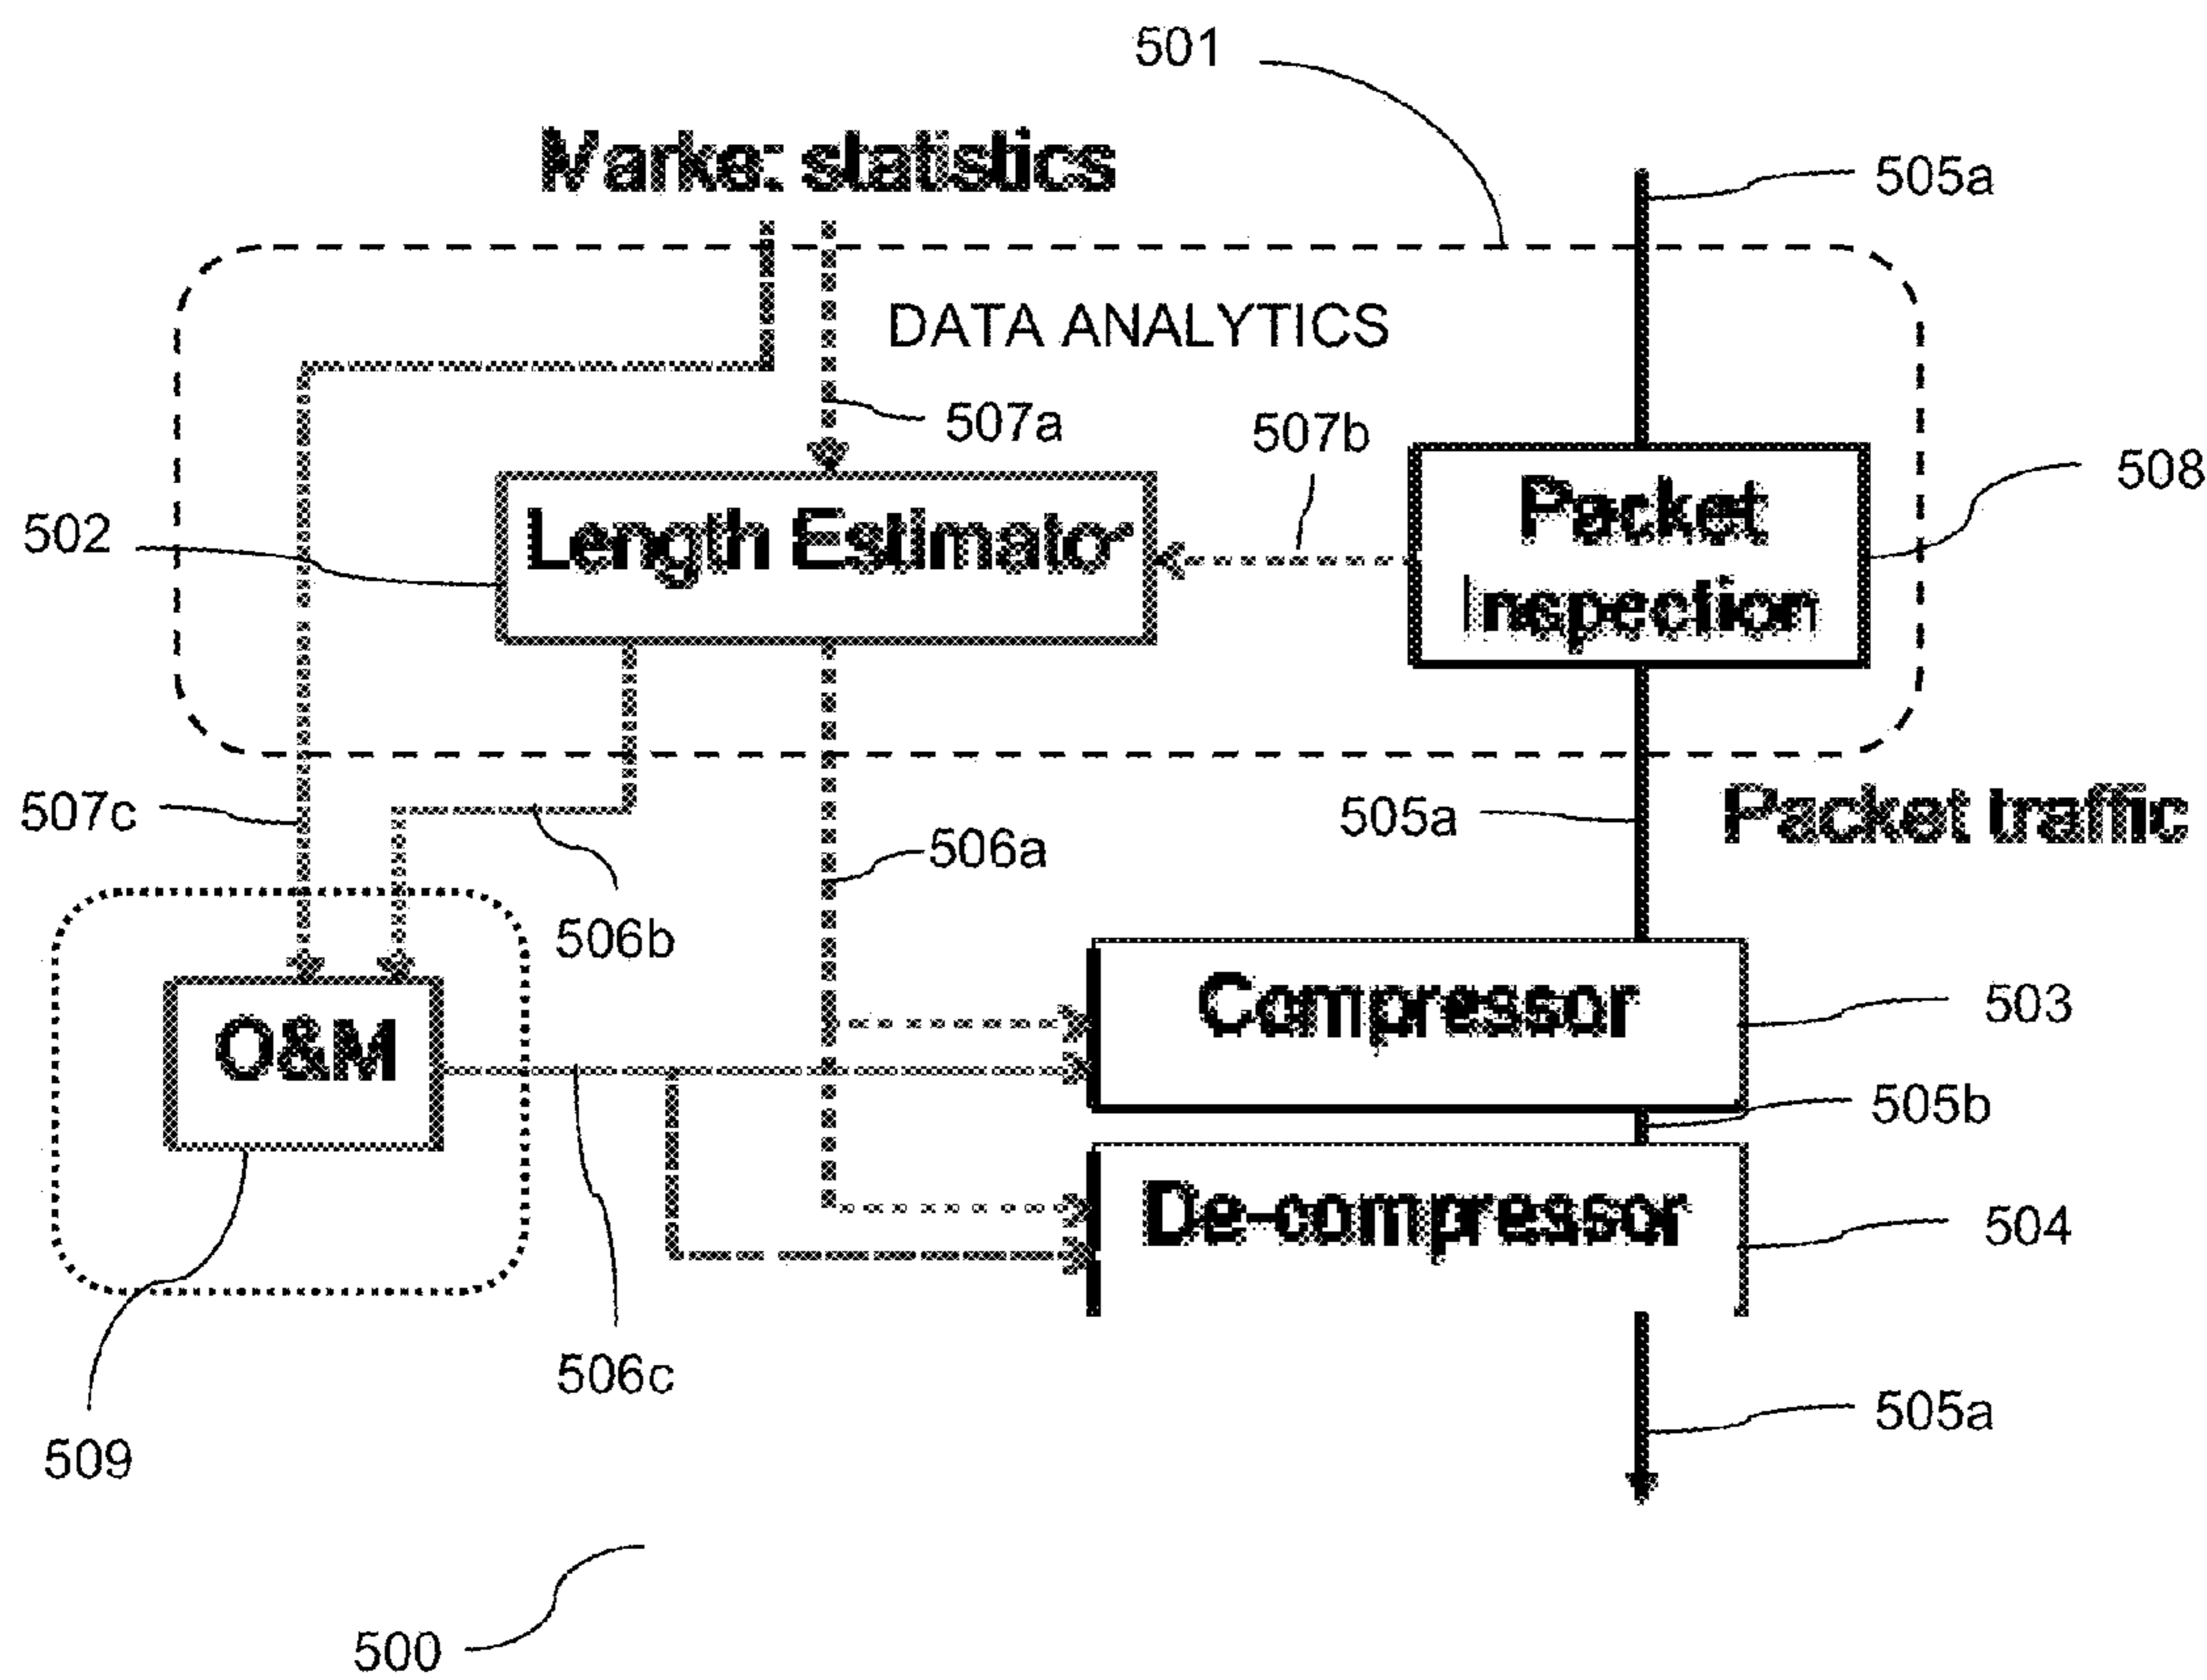 501
Market statistics
505a
DATA ANALYTICS
507a
507b
508
502
Length Estimator
Packet
Inspection
507c
505a
Packet traffic
506a
506b
O&M
Compressor
503
505b
De-compressor
504
506c
505a
509
500